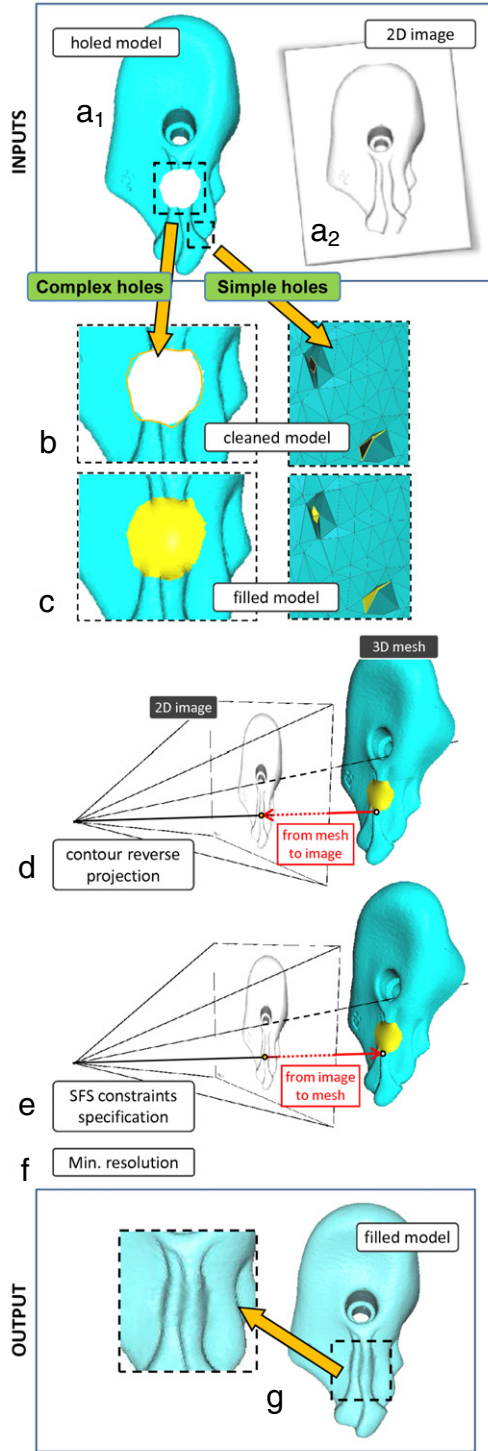 INPUTS
holed model
2D image
a1
a2
Complex holes
Simple holes
b
cleaned model
c
filled model
3D mesh
2D image
from mesh
to image
d
contour reverse
projection
from image
to mesh
e
SFS constraints
specification
f
Min. resolution
OUTPUT
filled model
g